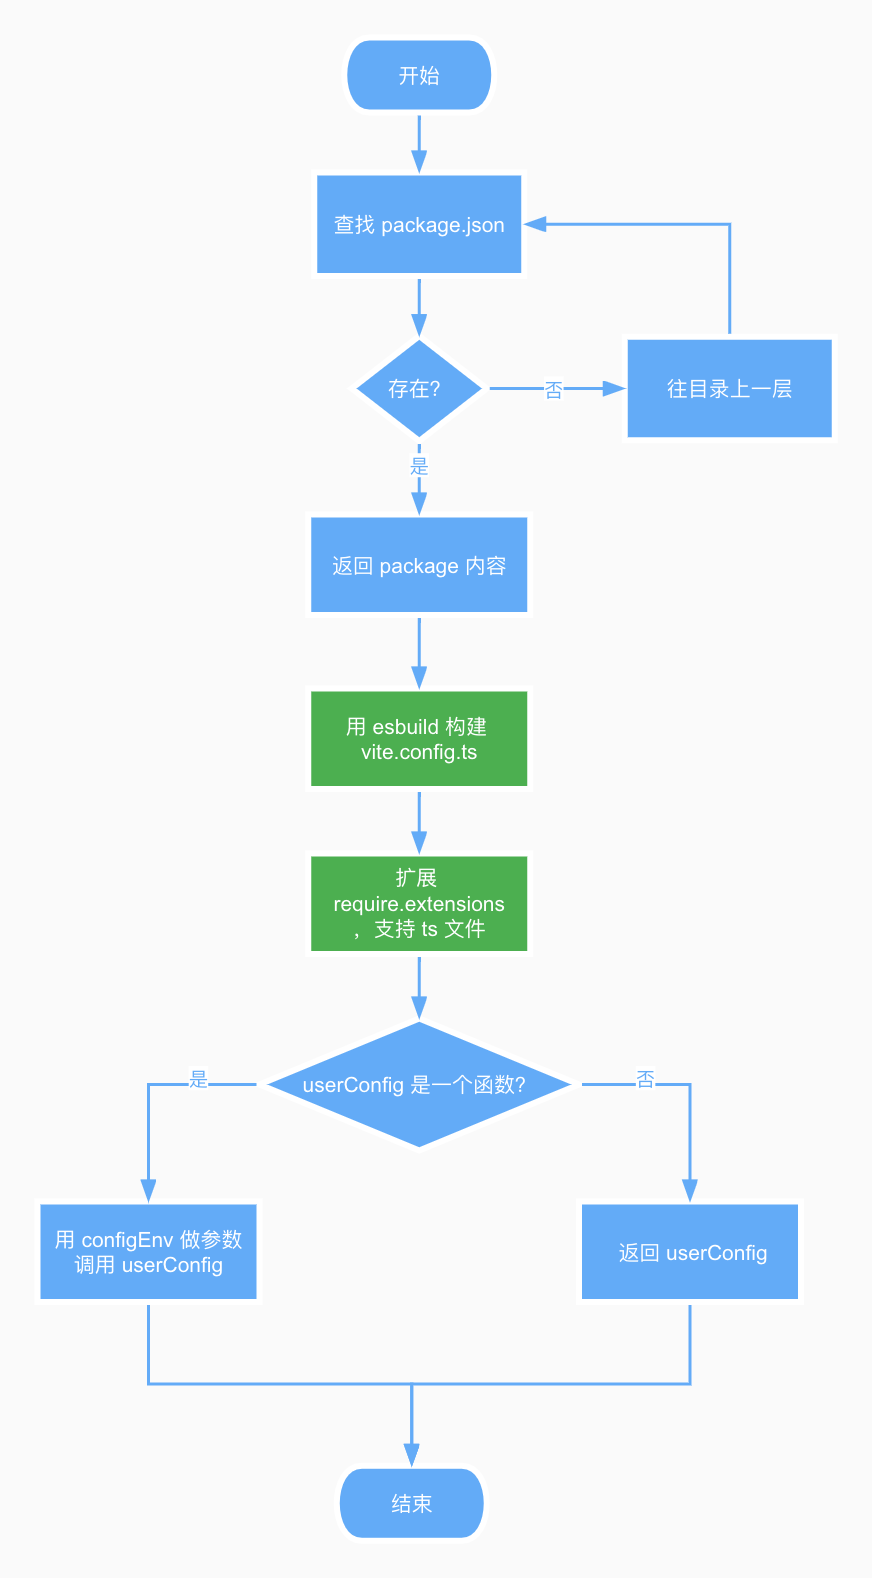 开始
查找 package.json
存在?
否
往目录上一层
是
返回 package 内容
用 esbuild 构建
vite.config.ts
扩展
require.extensions
，支持 ts 文件
userConfig 是一个函数?
是
否
用 configEnv 做参数
调用 userConfig
返回 userConfig
结束